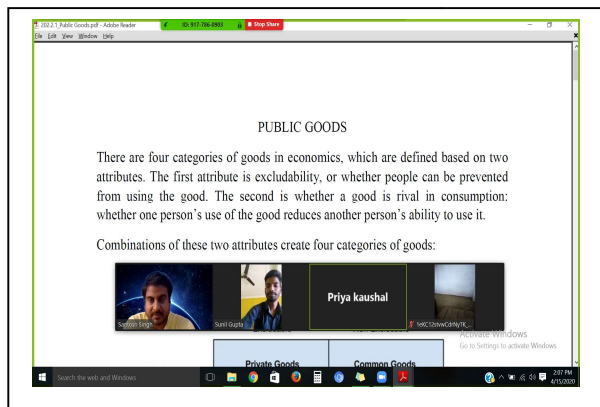 202.2.1_Public Goods.pdf - Adobe Reader
ID: 917-786-0903
Stop Share
File Edit View Window Help
PUBLIC GOODS
There are four categories of goods in economics, which are defined based on two
attributes. The first attribute is excludability, or whether people can be prevented
from using the good. The second is whether a good is rival in consumption:
whether one person's use of the good reduces another person's ability to use it.
Combinations of these two attributes create four categories of goods:
Priya kaushal
Santosh Singh
Sunil Gupta
Activate Windows
Go to Settings to activate Windows.
Private Goods
Common Goods
Search the web and Windows
2:07 PM
4/15/2020